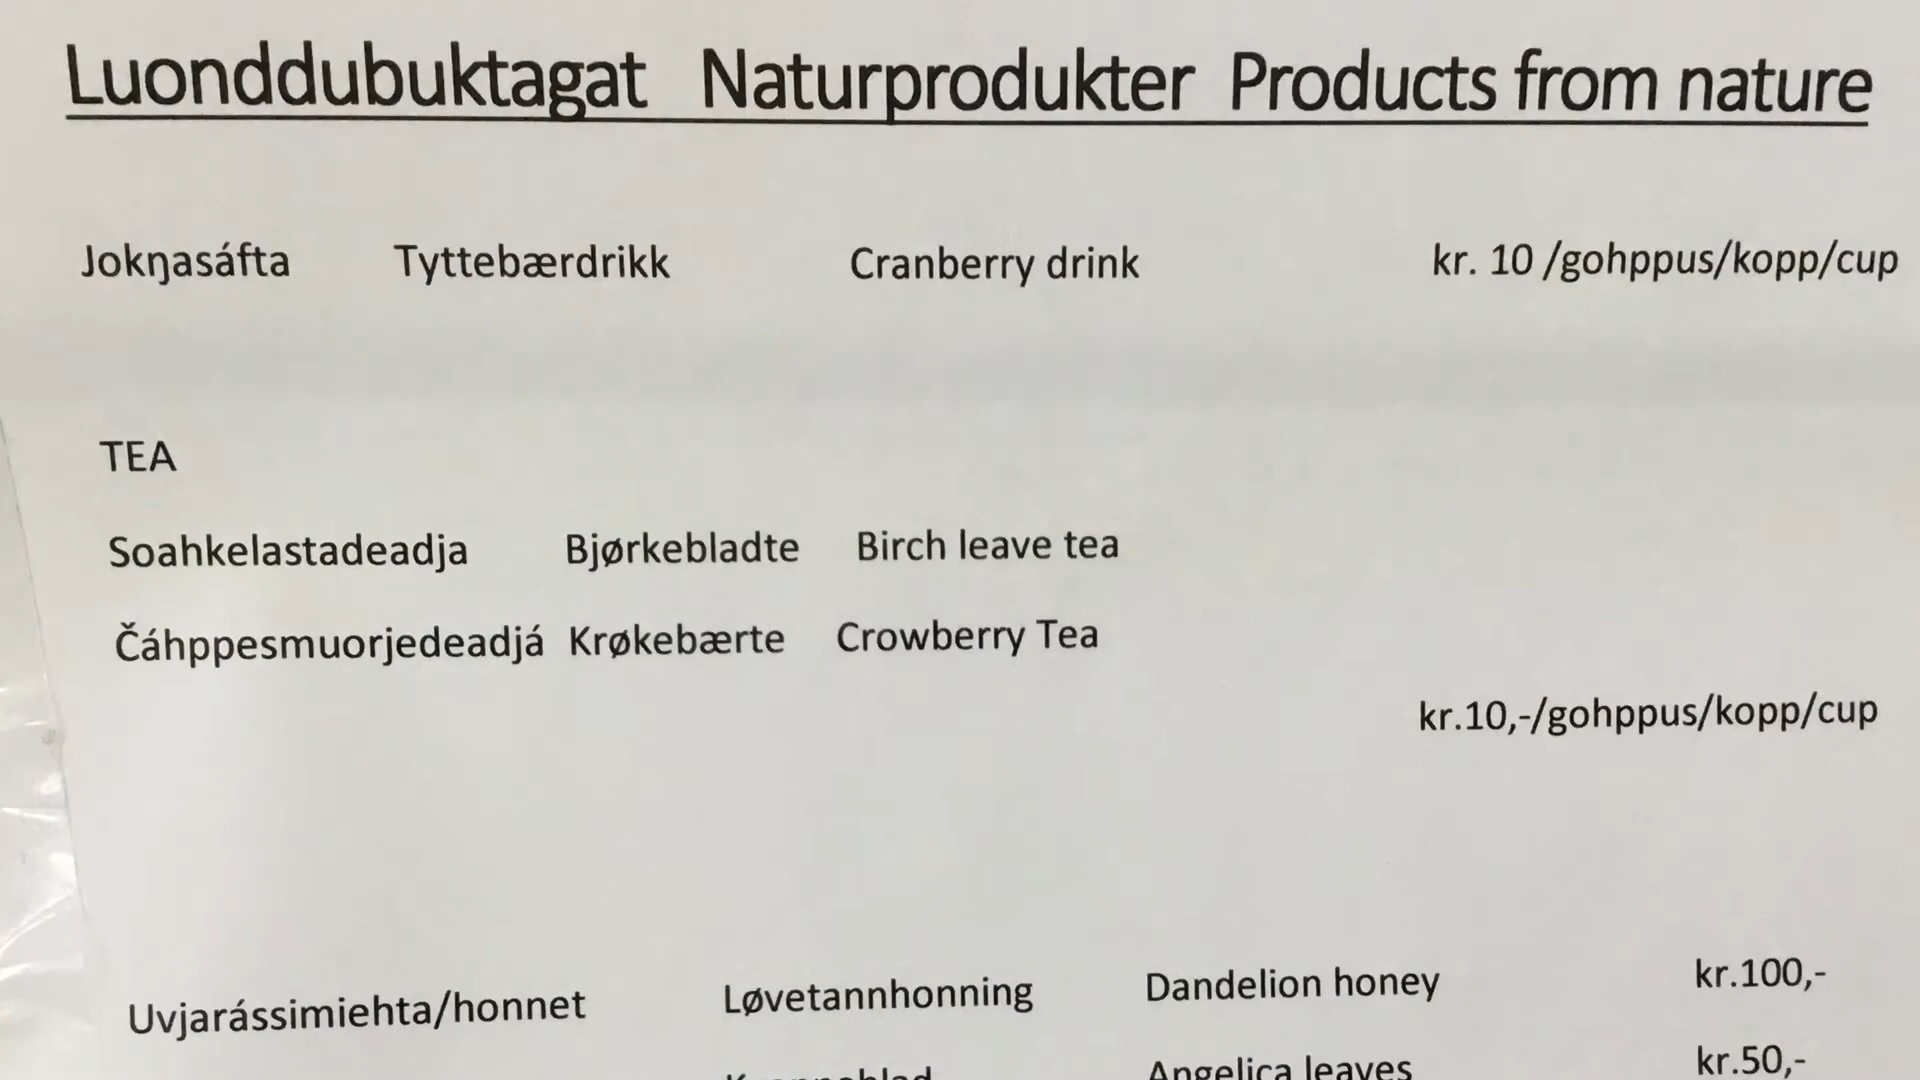 Luonddubuktagat Naturprodukter Products from nature
Jokŋasáfta Tyttebærdrikk Cranberry drink kr. 10 /gohppus/kopp/cup
TEA
Soahkelastadeadja Bjørkebladte Birch leave tea
Čáhppesmuorjedeadjá Krøkebærte Crowberry Tea
kr.10,-/gohppus/kopp/cup
Uvjarássimiehta/honnet Løvetannhonning Dandelion honey kr.100,-
Angelica leaves kr.50,-